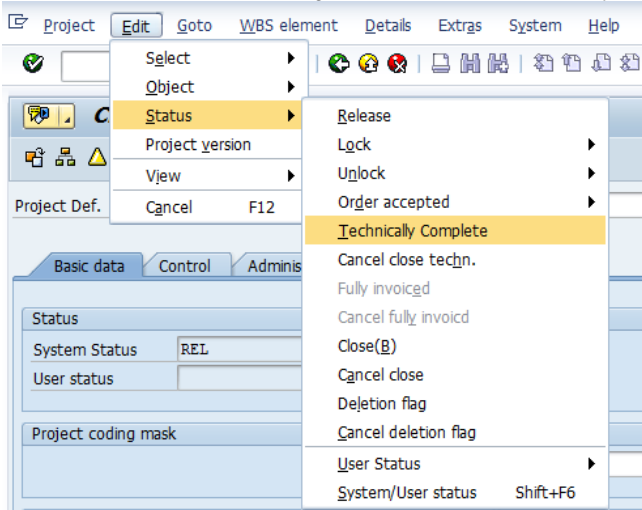 Project Edit Goto WBS element Details Extras System Help
Select
Object
C
Status
Project version
View
Project Def.
Cancel F12
Release
Lock
Unlock
Order accepted
Technically Complete
Cancel close techn.
Fully invoiced
Cancel fully invoicd
Close(B)
Cancel close
Deletion flag
Cancel deletion flag
User Status
System/User status Shift+F6
Basic data Control Adminis
Status
System Status REL
User status
Project coding mask